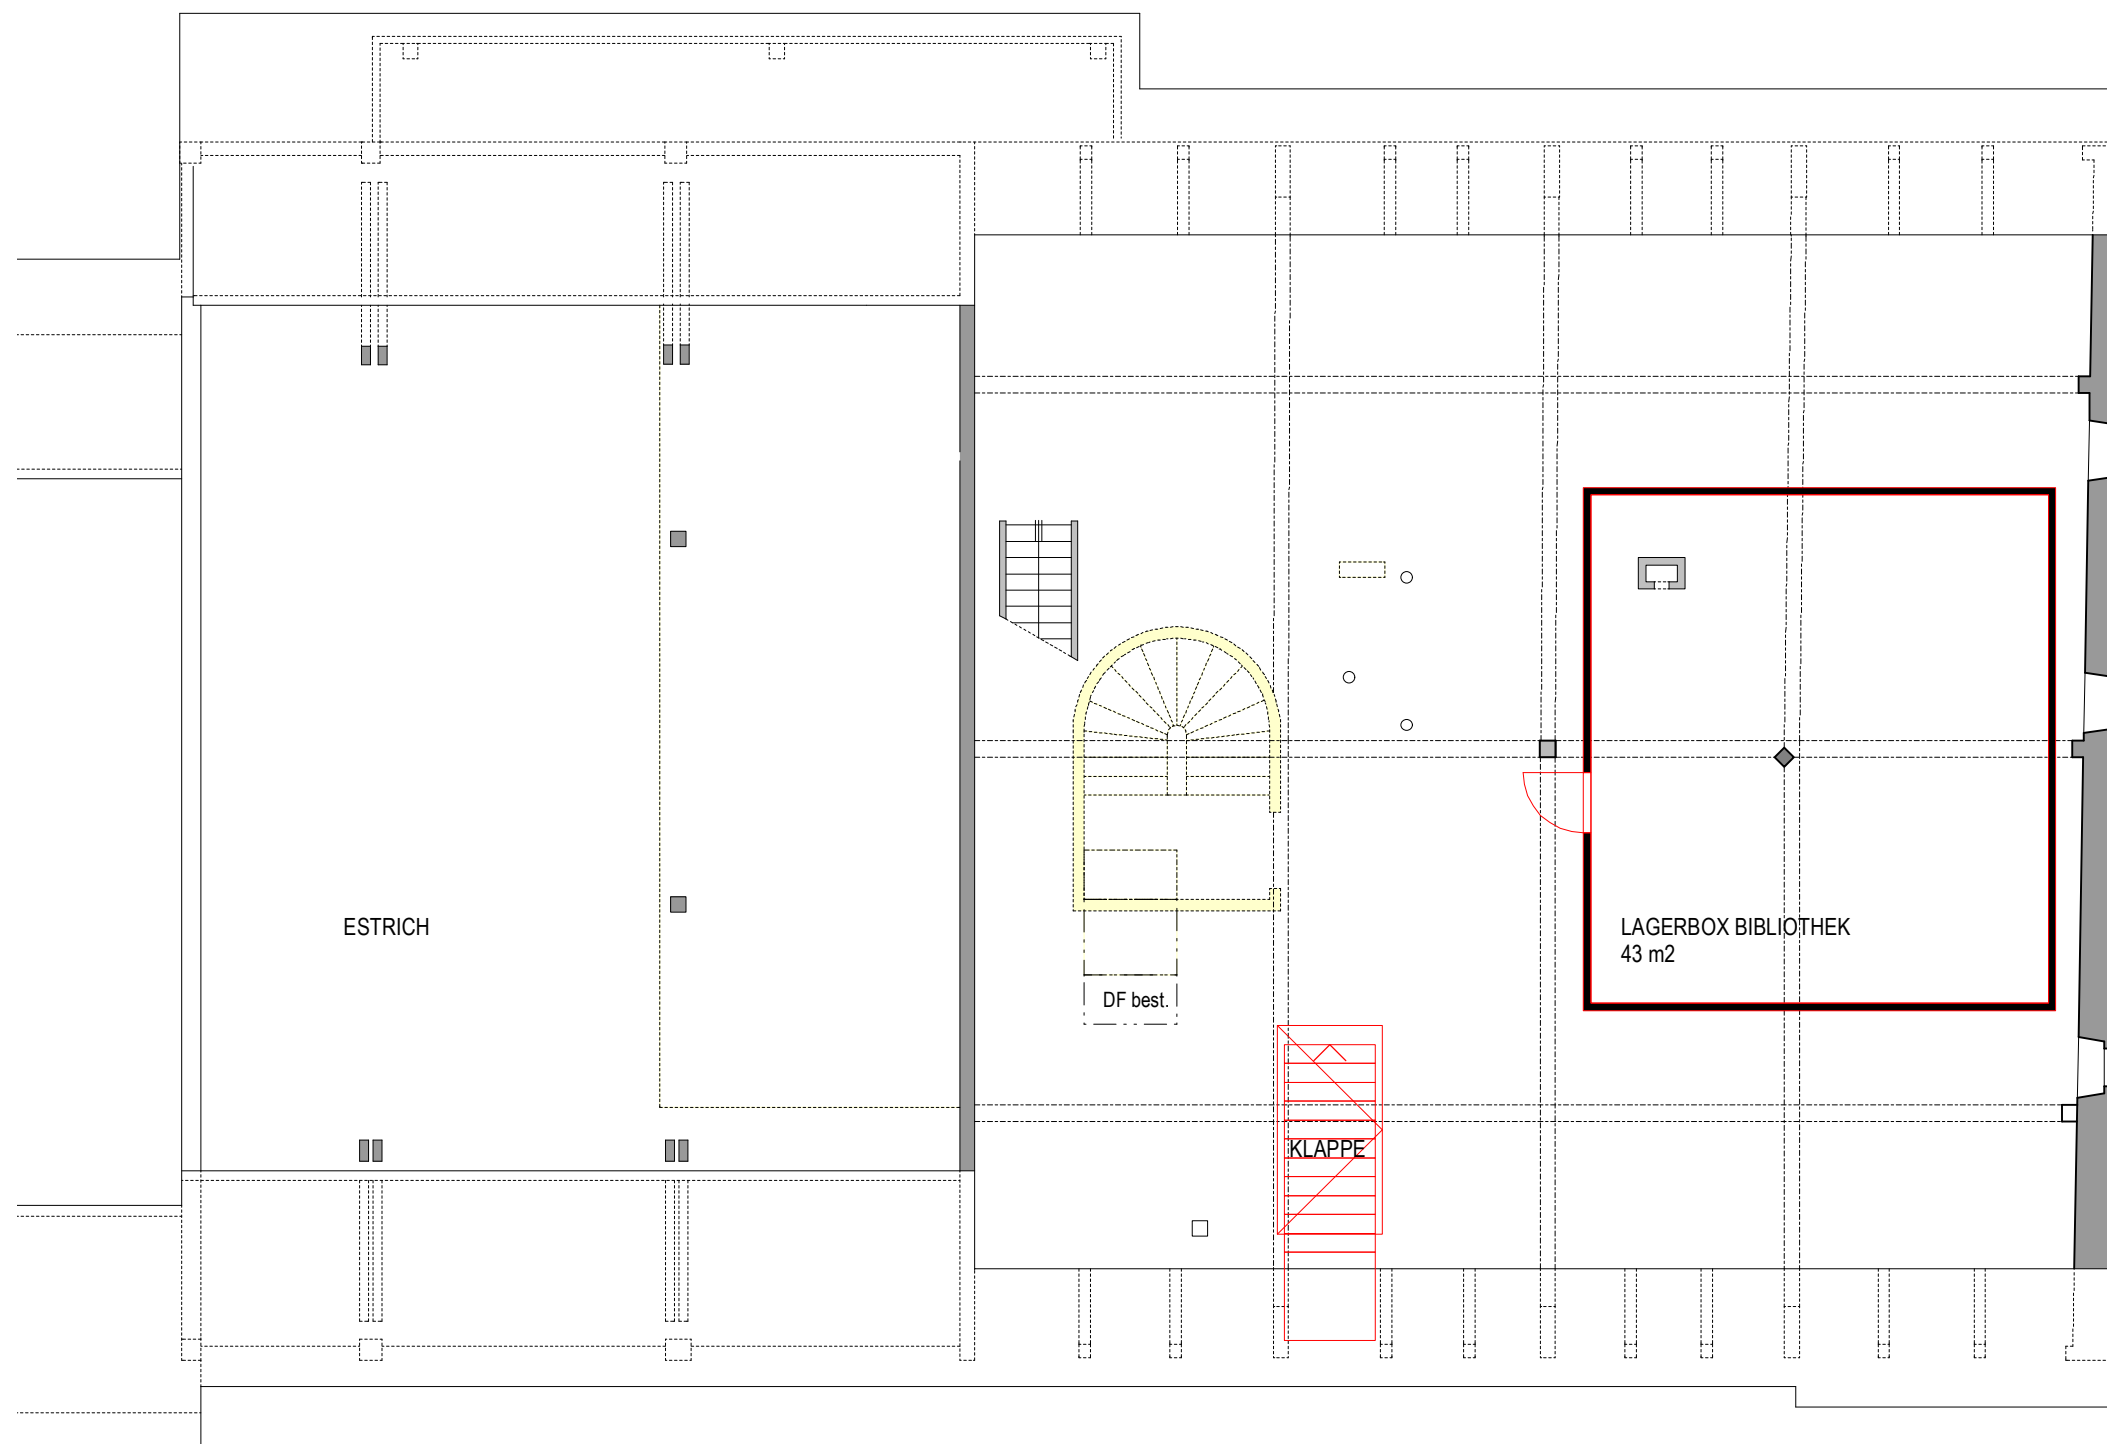 ESTRICH
LAGERBOX BIBLIOTHEK
43 m2
DF best.
KLAPPE